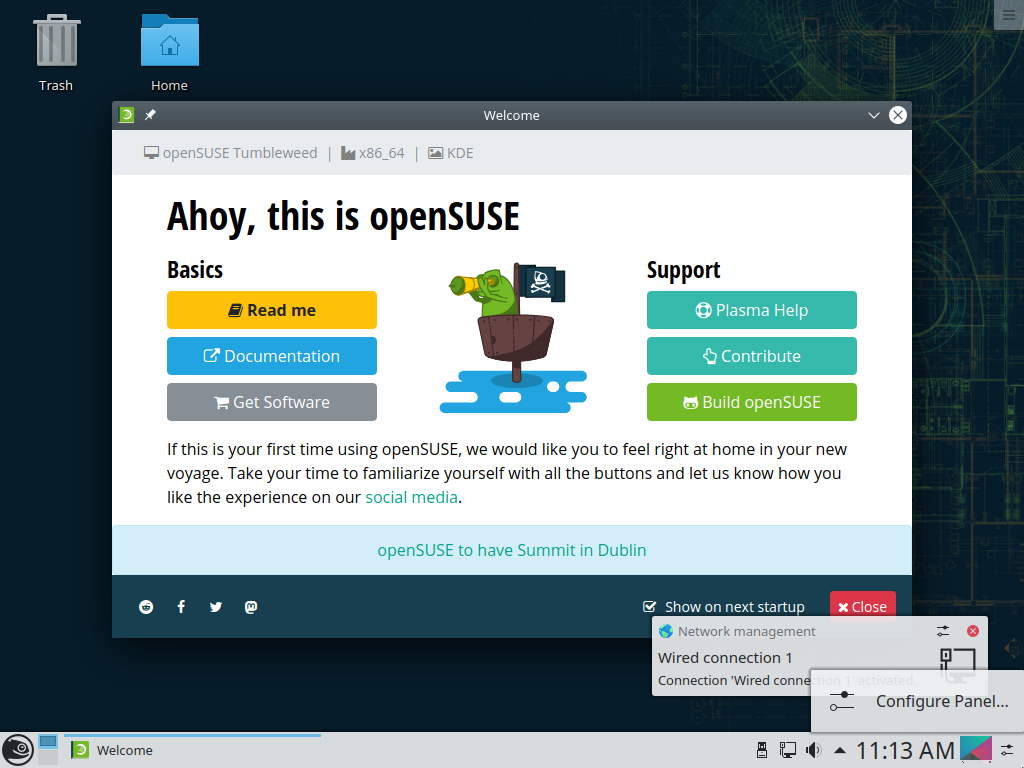 Trash
Home
Welcome
openSUSE Tumbleweed | x86_64 | KDE
Ahoy, this is openSUSE
Basics
Support
Read me
Plasma Help
Documentation
Contribute
Get Software
Build openSUSE
If this is your first time using openSUSE, we would like you to feel right at home in your new
voyage. Take your time to familiarize yourself with all the buttons and let us know how you
like the experience on our social media.
openSUSE to have Summit in Dublin
Show on next startup
Close
Network management
Wired connection 1
Connection 'Wired connection 1' activated.
Configure Panel...
Welcome
11:13 AM